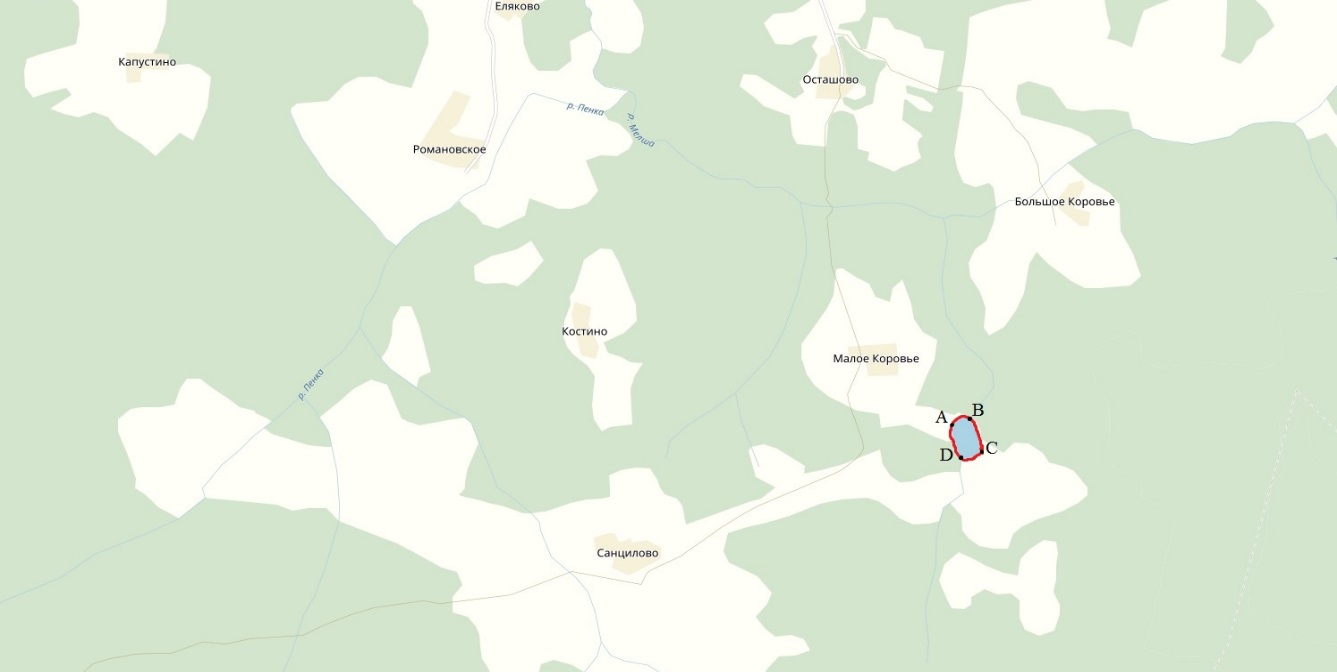 Еляково
Капустино
Осташово
р. Пенка
р. Мелша
Романовское
Большое Коровье
Костино
Малое Коровье
р. Пенка
A
B
C
D
Санцилово